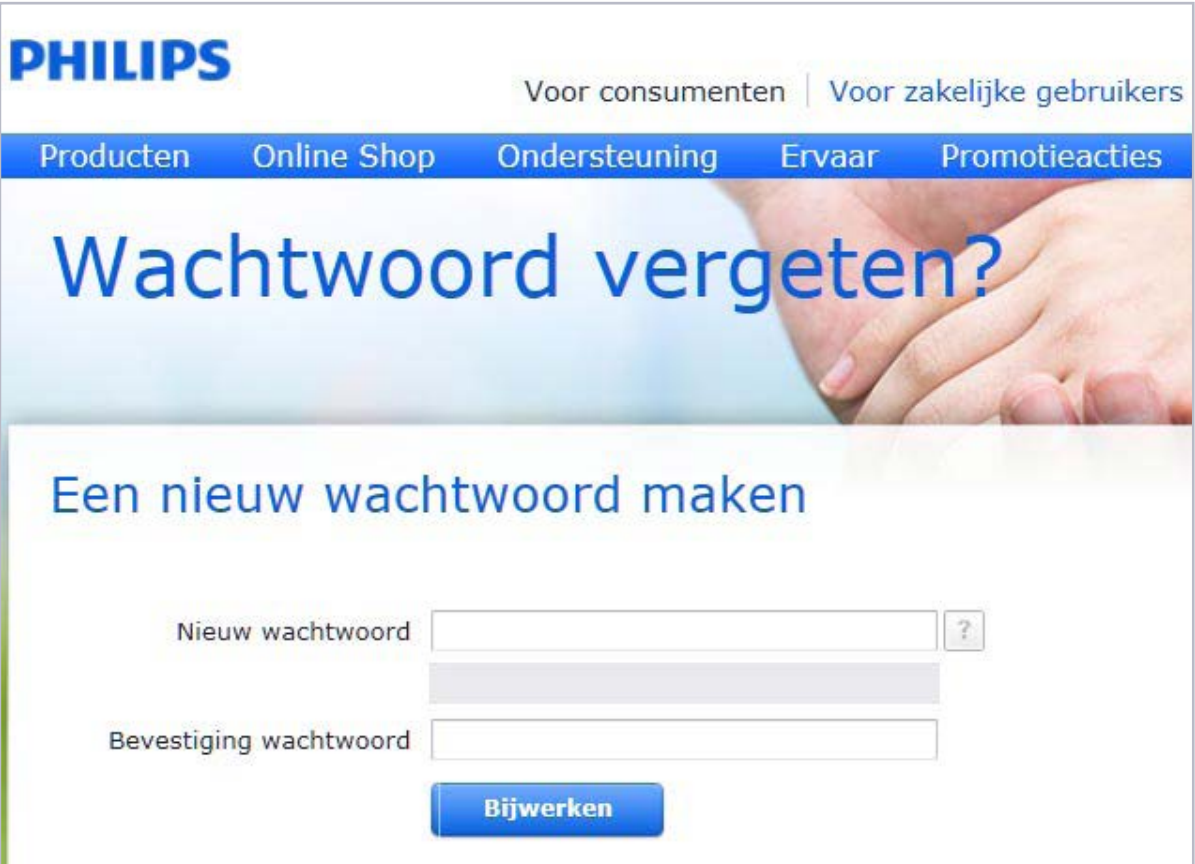 PHILIPS
Voor consumenten | Voor zakelijke gebruikers
Producten Online Shop Ondersteuning Ervaar Promotieacties
Wachtwoord vergeten?
Een nieuw wachtwoord maken
Nieuw wachtwoord ?
Bevestiging wachtwoord
Bijwerken